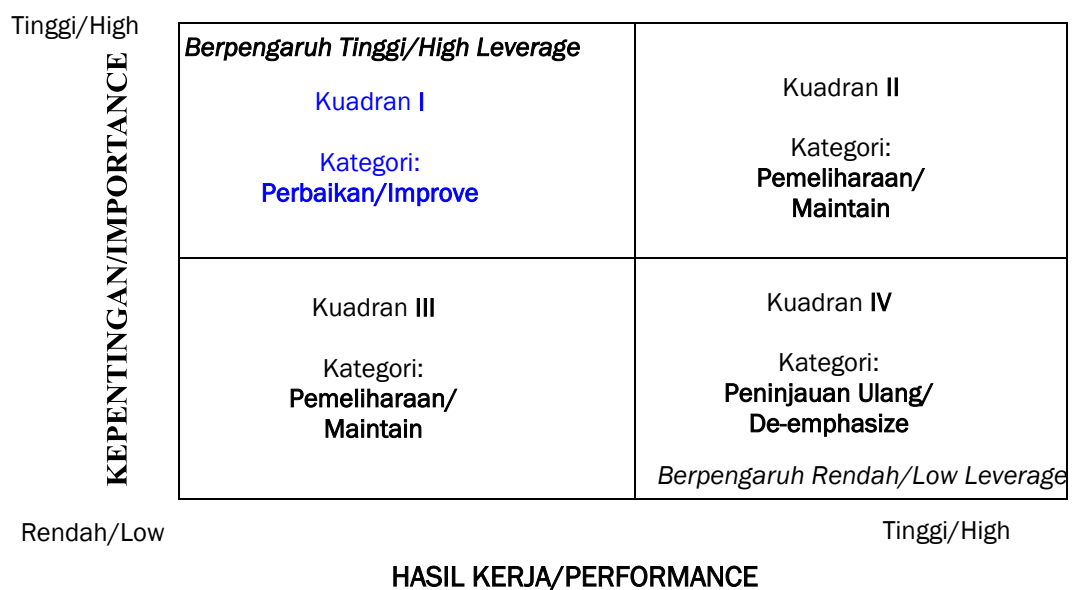 Tinggi/High
KEPENTINGAN/IMPORTANCE
Berpengaruh Tinggi/High Leverage
Kuadran I
Kategori:
Perbaikan/Improve
Kuadran II
Kategori:
Pemeliharaan/
Maintain
Kuadran III
Kategori:
Pemeliharaan/
Maintain
Kuadran IV
Kategori:
Peninjauan Ulang/
De-emphasize
Berpengaruh Rendah/Low Leverage
Rendah/Low
Tinggi/High
HASIL KERJA/PERFORMANCE